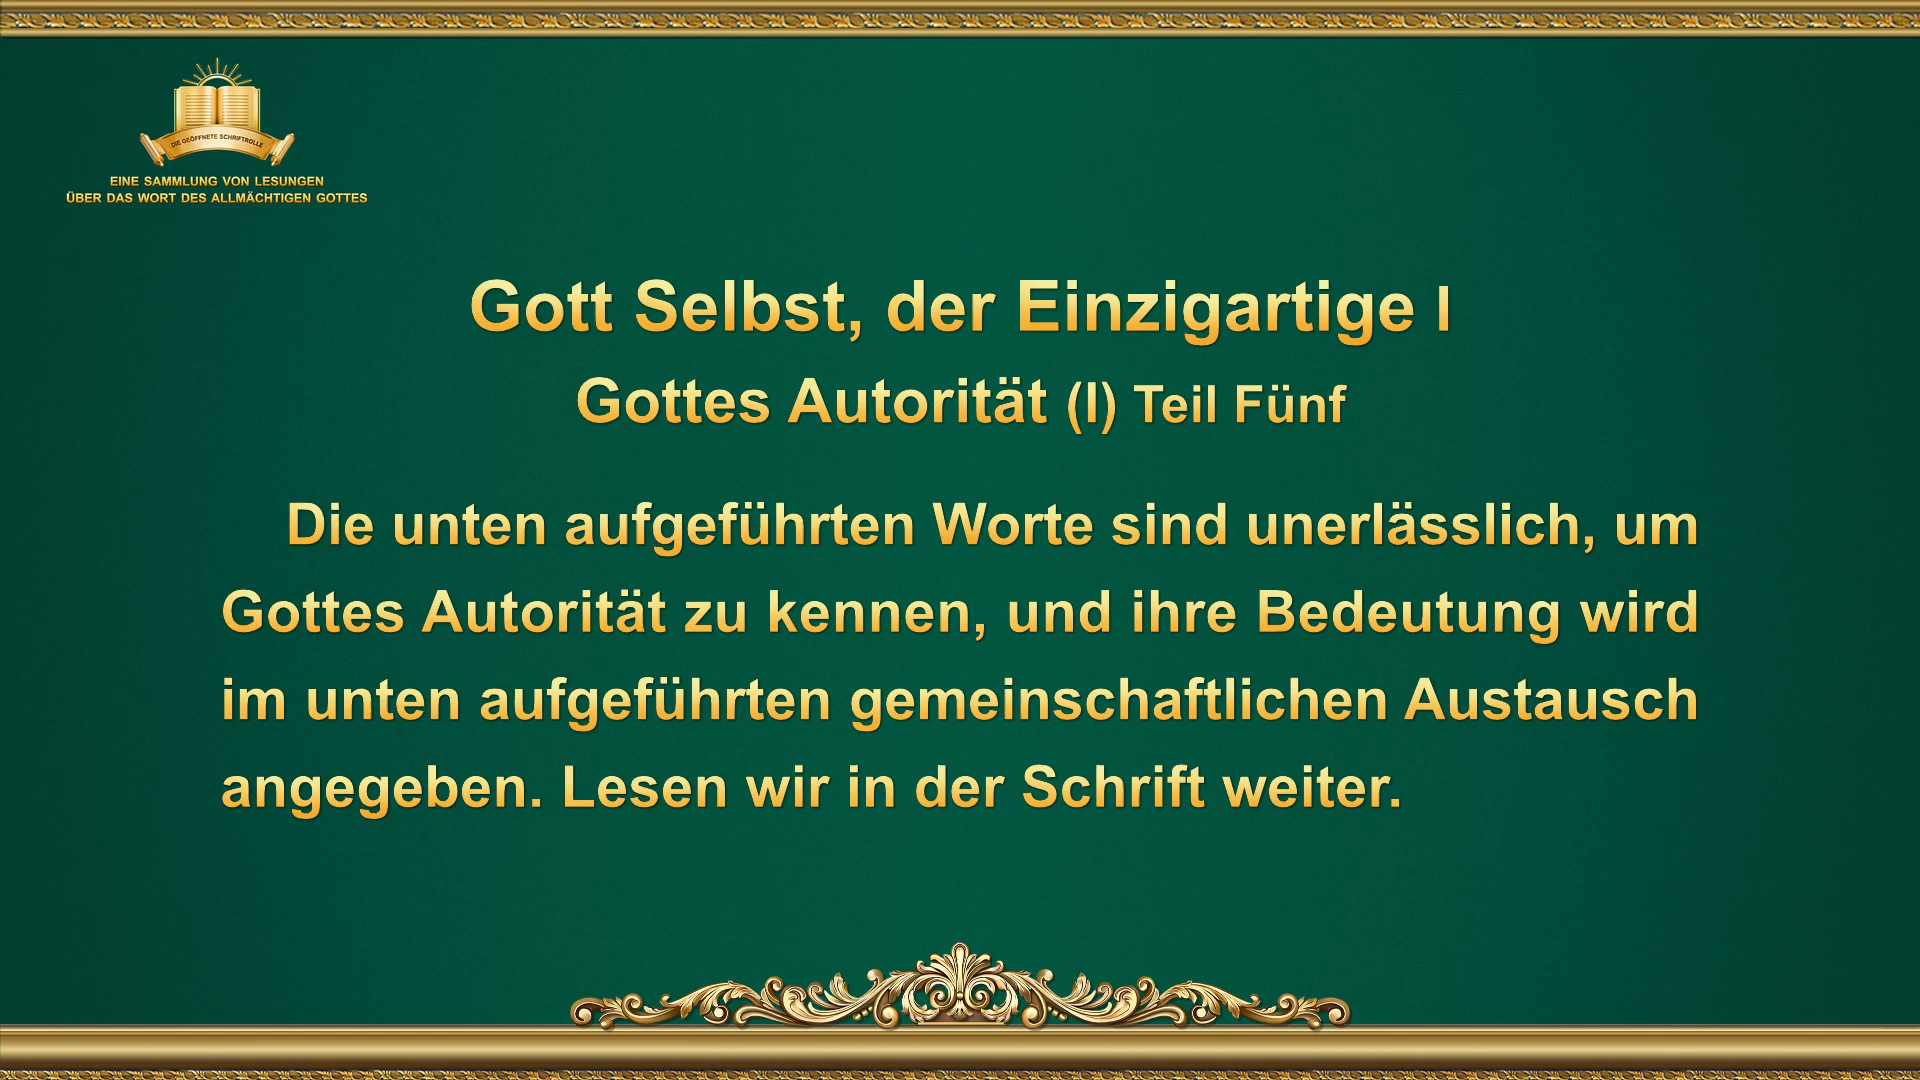 DIE GEÖFFNETE SCHRIFTROLLE
EINE SAMMLUNG VON LESUNGEN
ÜBER DAS WORT DES ALLMÄCHTIGEN GOTTES
Gott Selbst, der Einzigartige I
Gottes Autorität (I) Teil Fünf
Die unten aufgeführten Worte sind unerlässlich, um
Gottes Autorität zu kennen, und ihre Bedeutung wird
im unten aufgeführten gemeinschaftlichen Austausch
angegeben. Lesen wir in der Schrift weiter.